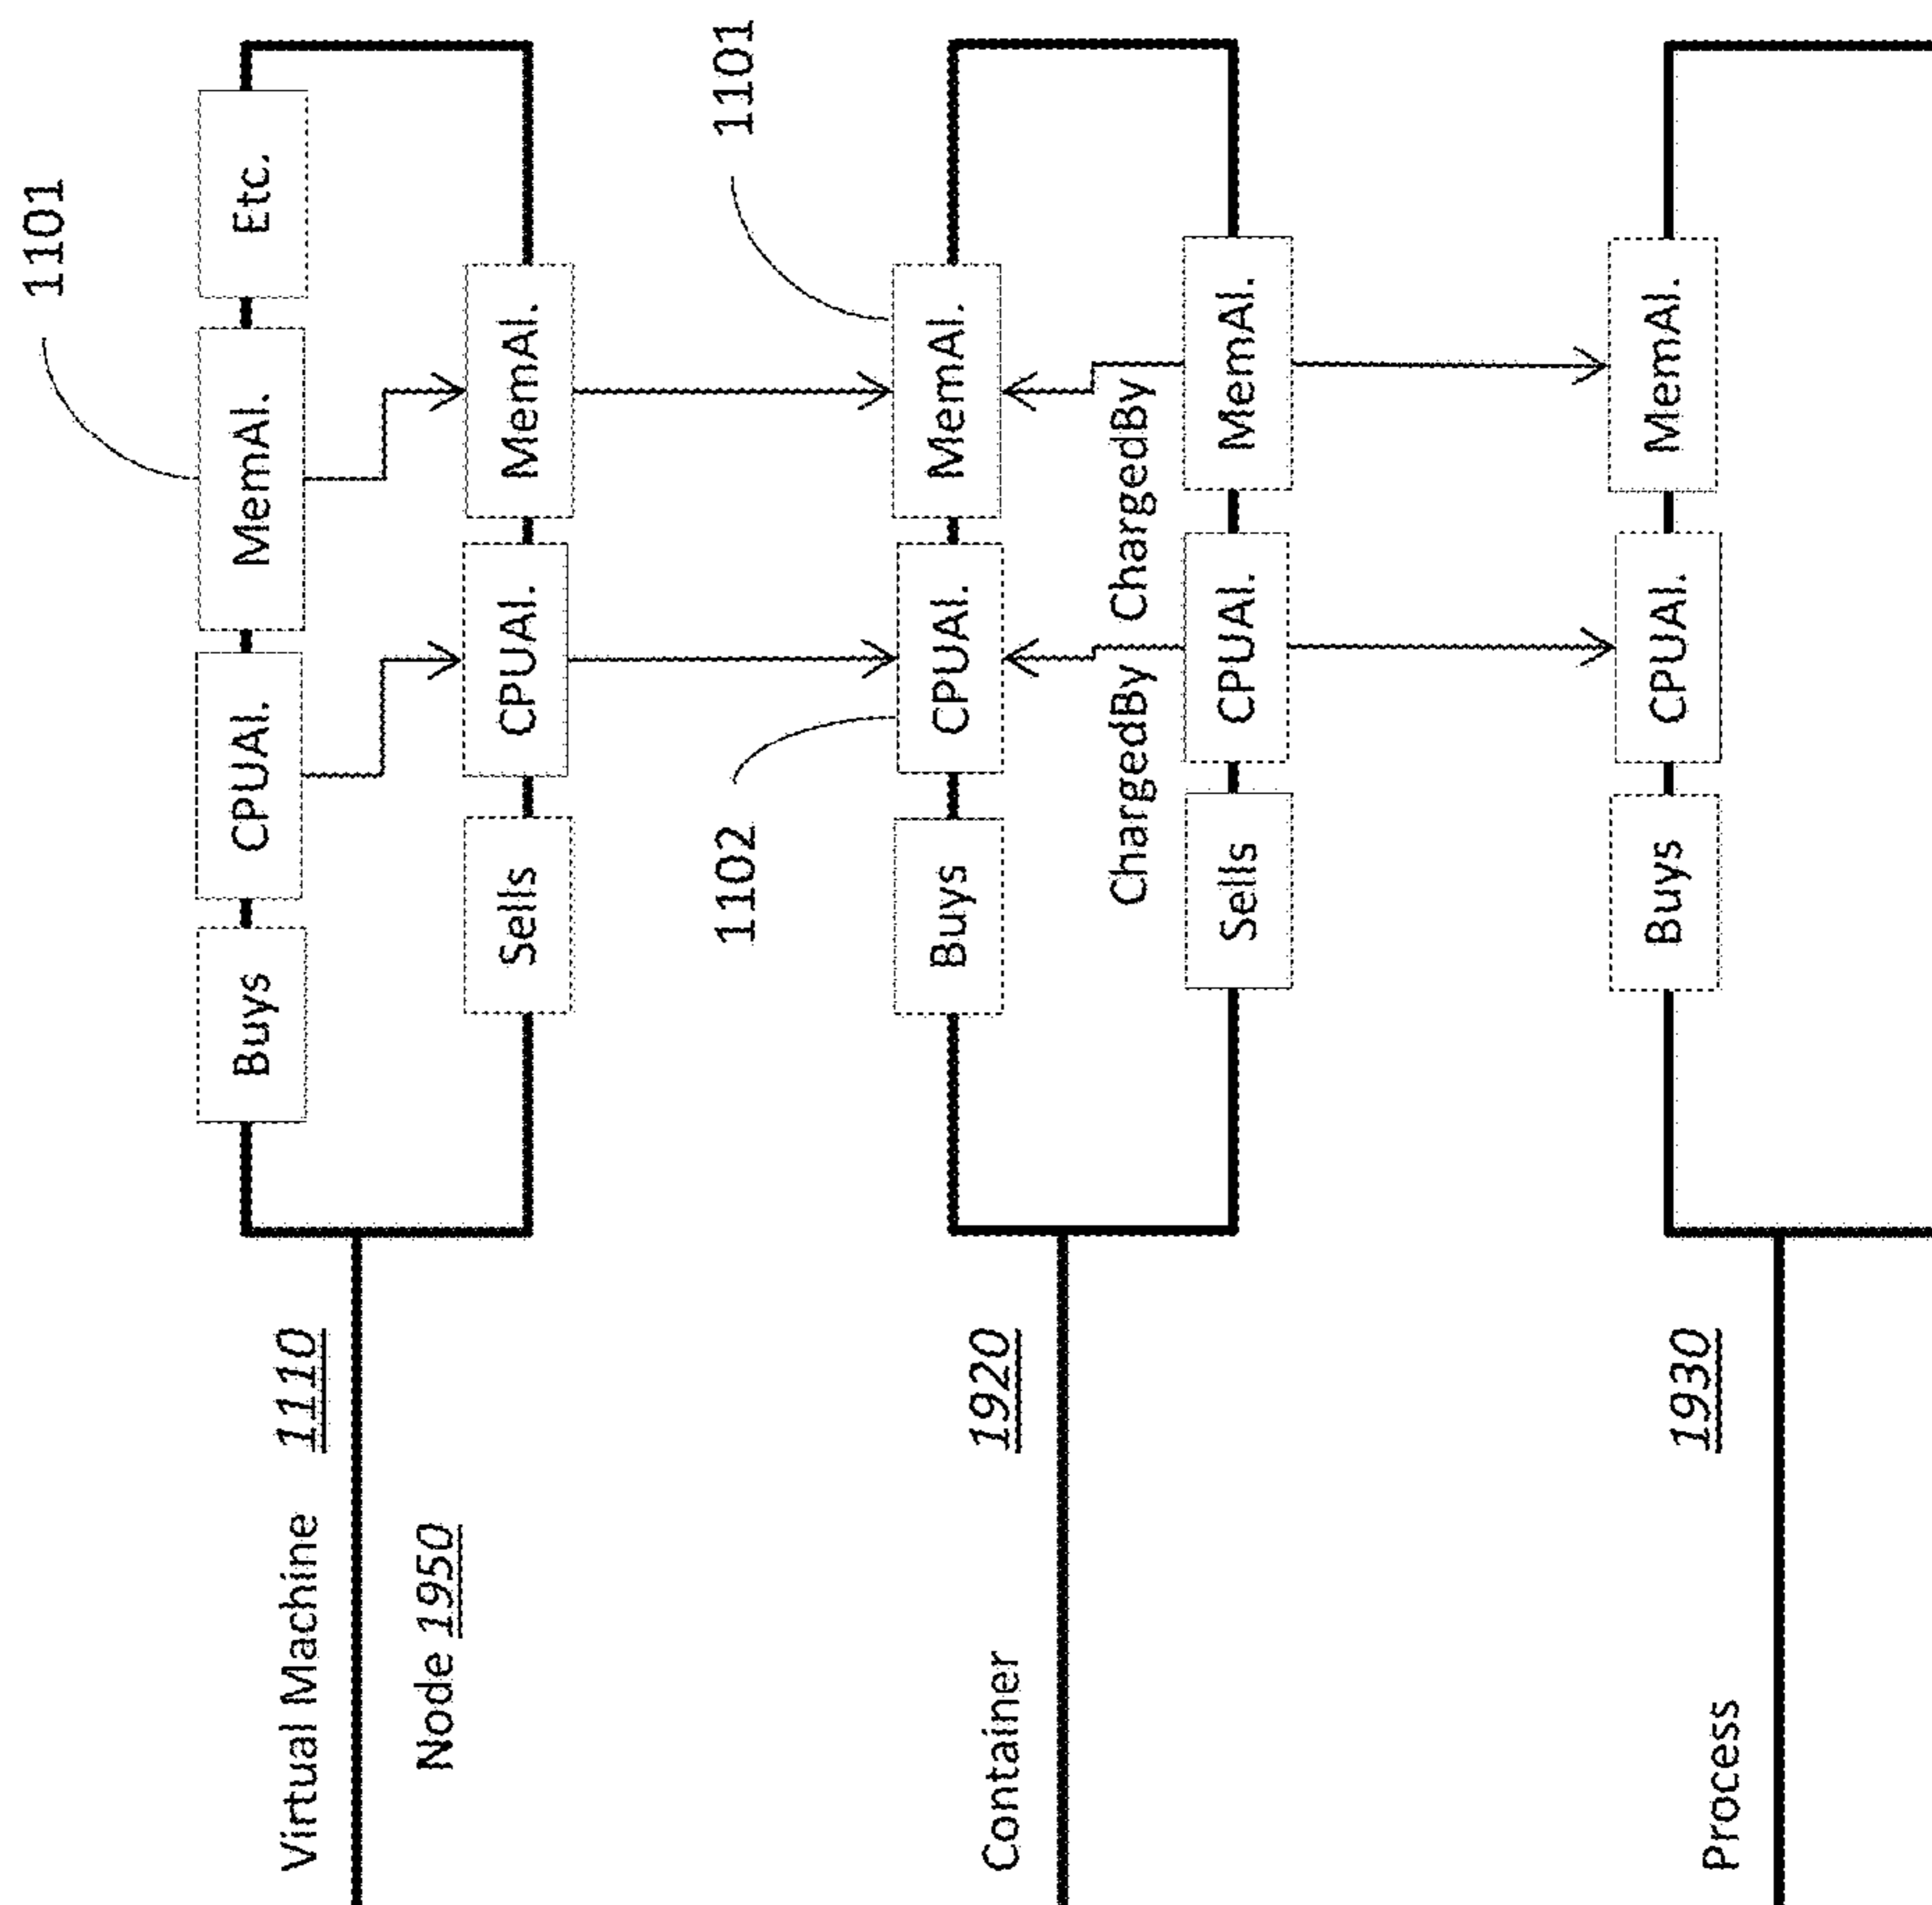 1101
Buys CPUAl. MemAl. Etc.
Virtual Machine 1110
Node 1950
Sells CPUAl. MemAl.
1102 1101
Buys CPUAl. MemAl.
Container 1920
ChargedBy ChargedBy
Sells CPUAl. MemAl.
Buys CPUAl. MemAl.
Process 1930